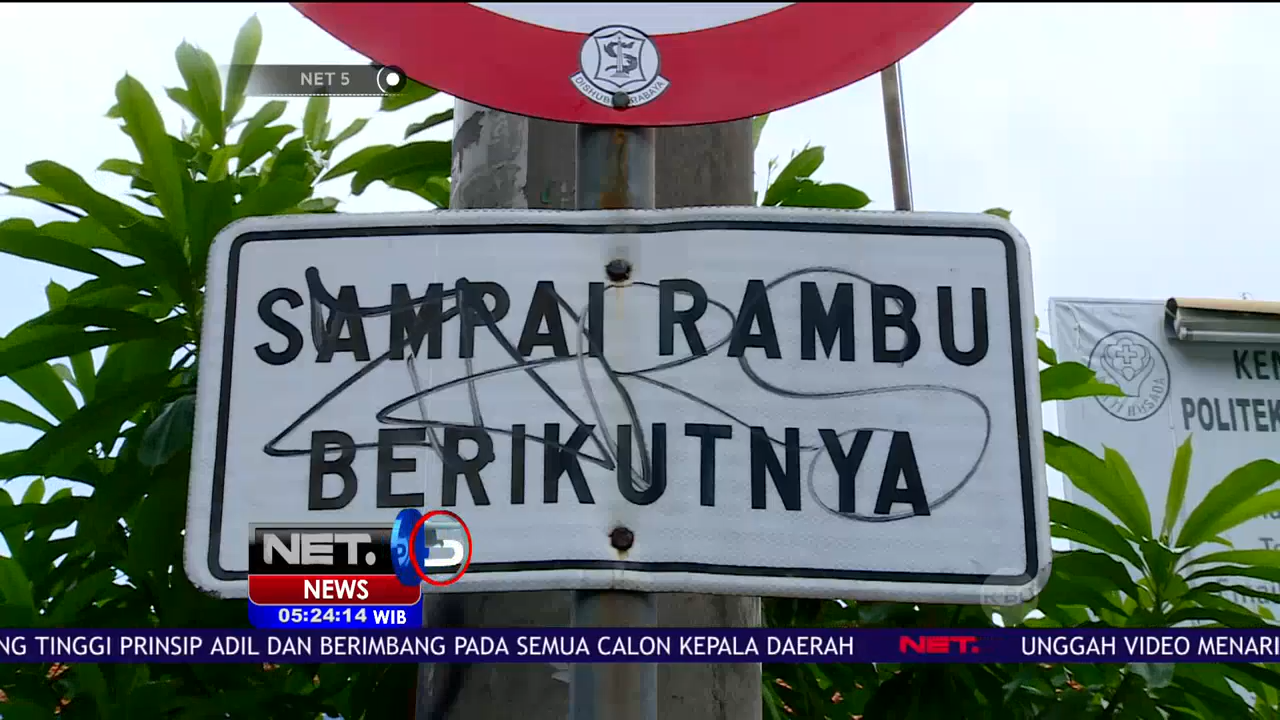 NET 5
SAMPAI RAMBU
BERIKUTNYA
KEN
POLITEK
NET. 5
NEWS
05:24:14 WIB
NG TINGGI PRINSIP ADIL DAN BERIMBANG PADA SEMUA CALON KEPALA DAERAH NET. UNGGAH VIDEO MENARI